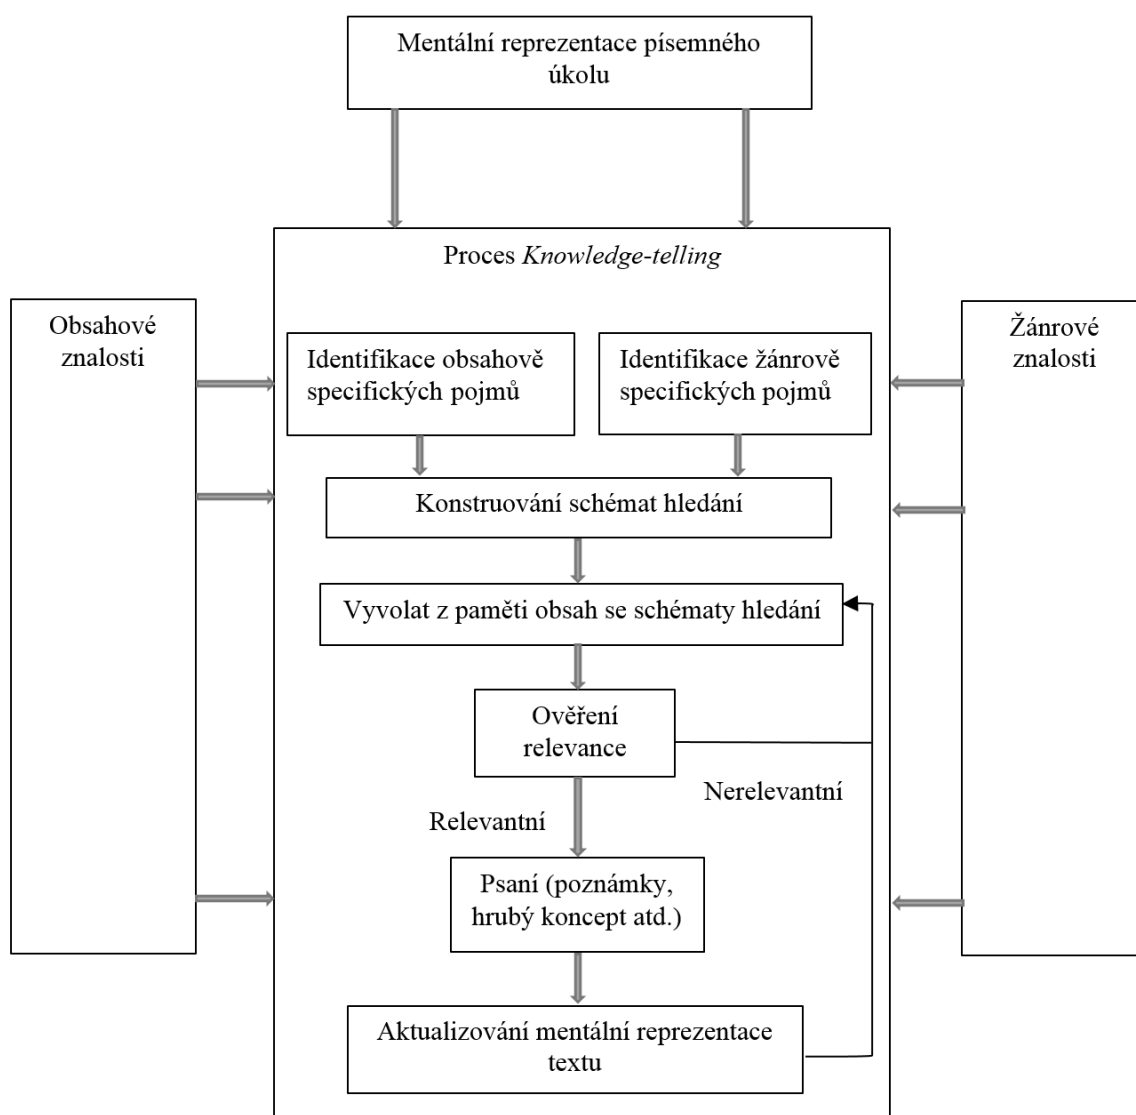 Mentální reprezentace písemného
úkolu
Proces Knowledge-telling
Obsahové
znalosti
Identifikace obsahově
specifických pojmů
Identifikace žánrově
specifických pojmů
Žánrové
znalosti
Konstruování schémat hledání
Vyvolat z paměti obsah se schématy hledání
Ověření
relevance
Nerelevantní
Relevantní
Psaní (poznámky,
hrubý koncept atd.)
Aktualizování mentální reprezentace
textu